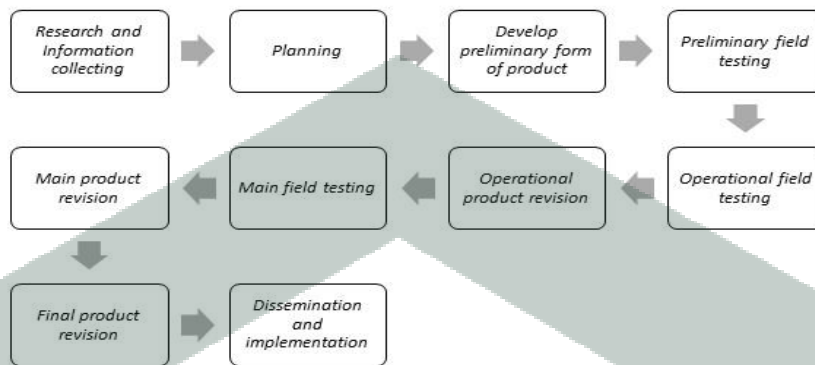 Research and
Information
collecting
Planning
Develop
preliminary form
of product
Preliminary field
testing
Operational field
testing
Operational
product revision
Main field testing
Main product
revision
Final product
revision
Dissemination
and
implementation